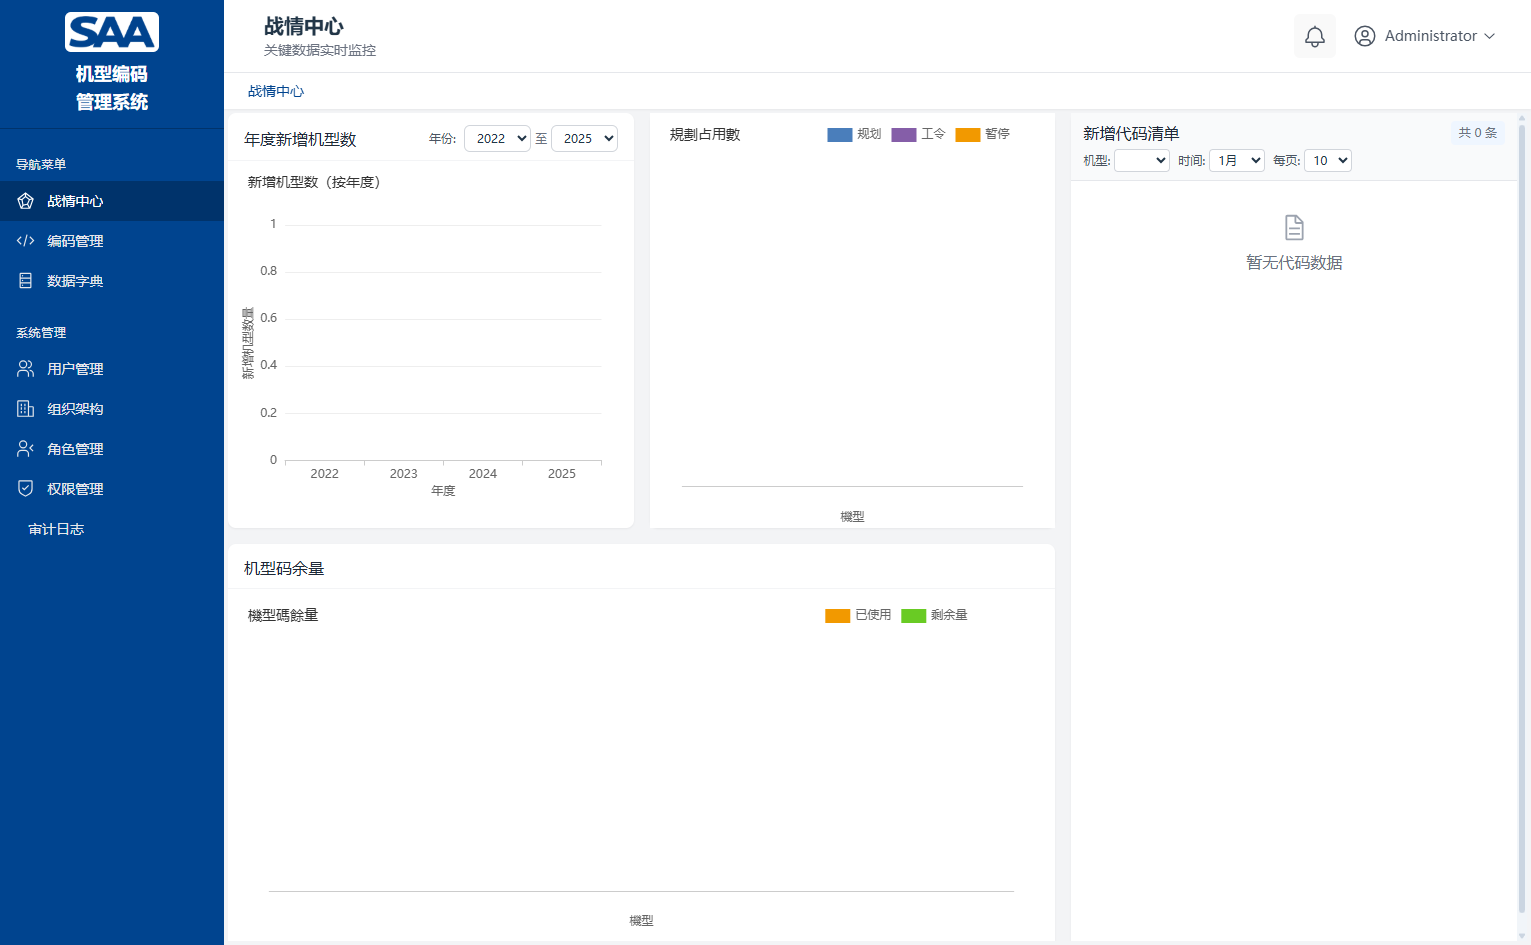 SAA
机型编码
管理系统
导航菜单
战情中心
编码管理
数据字典
系统管理
用户管理
组织架构
角色管理
权限管理
审计日志
战情中心
关键数据实时监控
Administrator
战情中心
年度新增机型数
年份: 2022 至 2025
新增机型数（按年度）
新增机型数量
1
0.8
0.6
0.4
0.2
0
2022 2023 2024 2025
年度
規劃占用數
规划 工令 暂停
機型
新增代码清单
共 0 条
机型: 时间: 1月 每页: 10
暂无代码数据
机型码余量
機型碼餘量
已使用 剩余量
機型